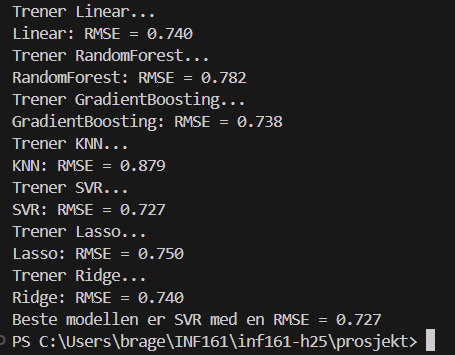 Trener Linear...
Linear: RMSE = 0.740
Trener RandomForest...
RandomForest: RMSE = 0.782
Trener GradientBoosting...
GradientBoosting: RMSE = 0.738
Trener KNN...
KNN: RMSE = 0.879
Trener SVR...
SVR: RMSE = 0.727
Trener Lasso...
Lasso: RMSE = 0.750
Trener Ridge...
Ridge: RMSE = 0.740
Beste modellen er SVR med en RMSE = 0.727
PS C:\Users\brage\INF161\inf161-h25\prosjekt>